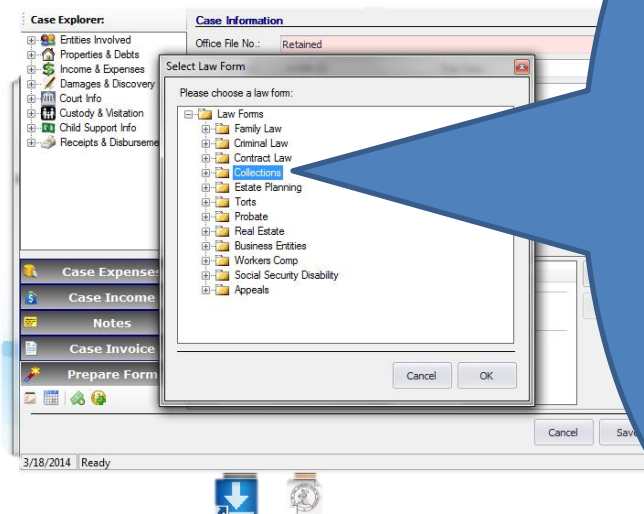 Case Explorer:
Case Information
Entities Involved
Properties & Debts
Income & Expenses
Damages & Discovery
Court Info
Custody & Visitation
Child Support Info
Receipts & Disburseme
Office File No.:
Retained
Select Law Form
Please choose a law form:
Law Forms
Family Law
Criminal Law
Contract Law
Collections
Estate Planning
Torts
Probate
Real Estate
Business Entities
Workers Comp
Social Security Disability
Appeals
Cancel
OK
Case Expenses
Case Income
Notes
Case Invoice
Prepare Form
Cancel
Save
3/18/2014
Ready